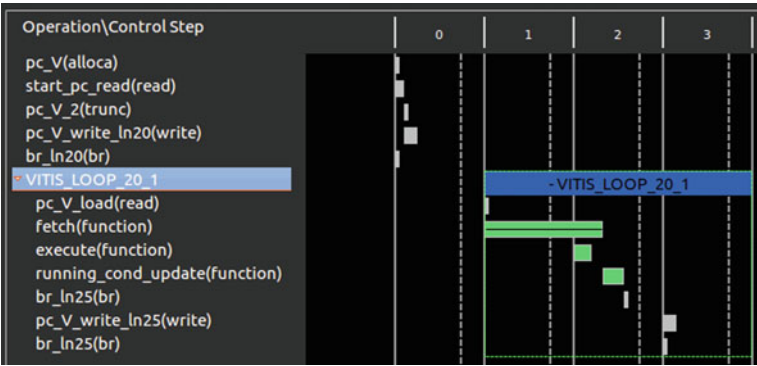 Operation\Control Step 0 1 2 3
pc_V(alloca)
start_pc_read(read)
pc_V_2(trunc)
pc_V_write_ln20(write)
br_ln20(br)
VITIS_LOOP_20_1 - VITIS_LOOP_20_1
pc_V_load(read)
fetch(function)
execute(function)
running_cond_update(function)
br_ln25(br)
pc_V_write_ln25(write)
br_ln25(br)